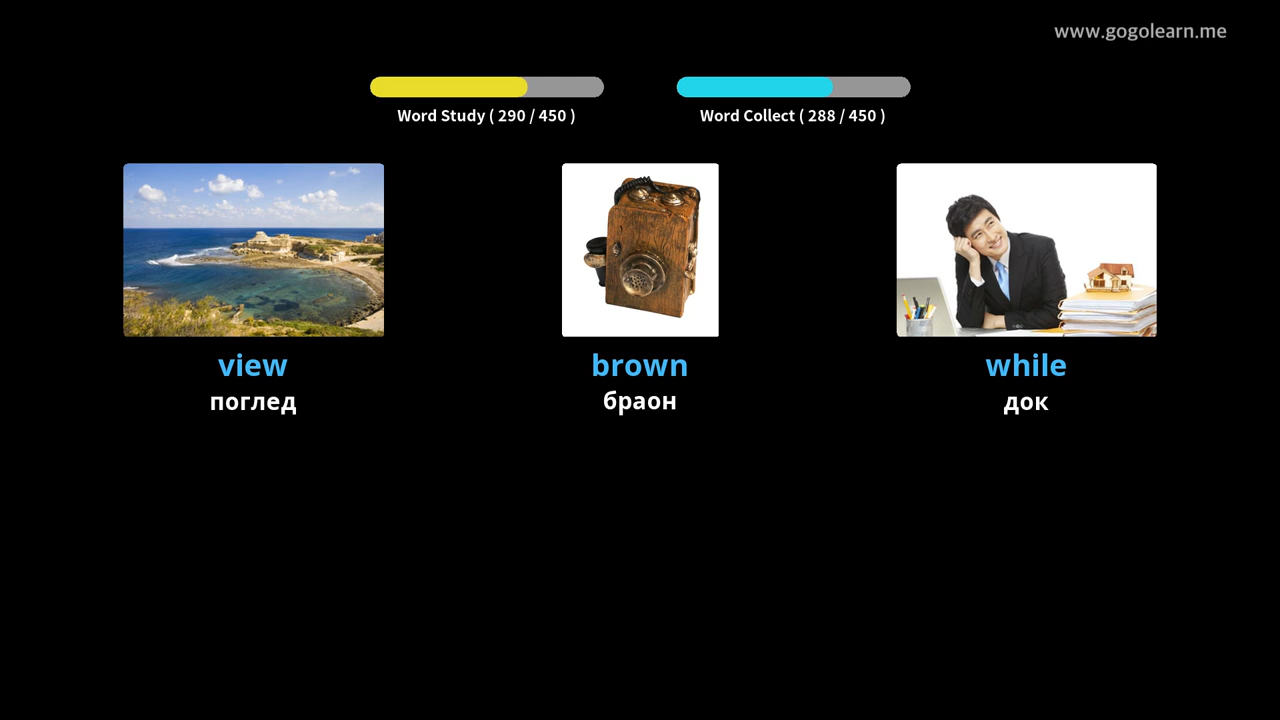 www.gogolearn.me
Word Study ( 290 / 450 )
Word Collect ( 288 / 450 )
view
brown
while
поглед
браон
док